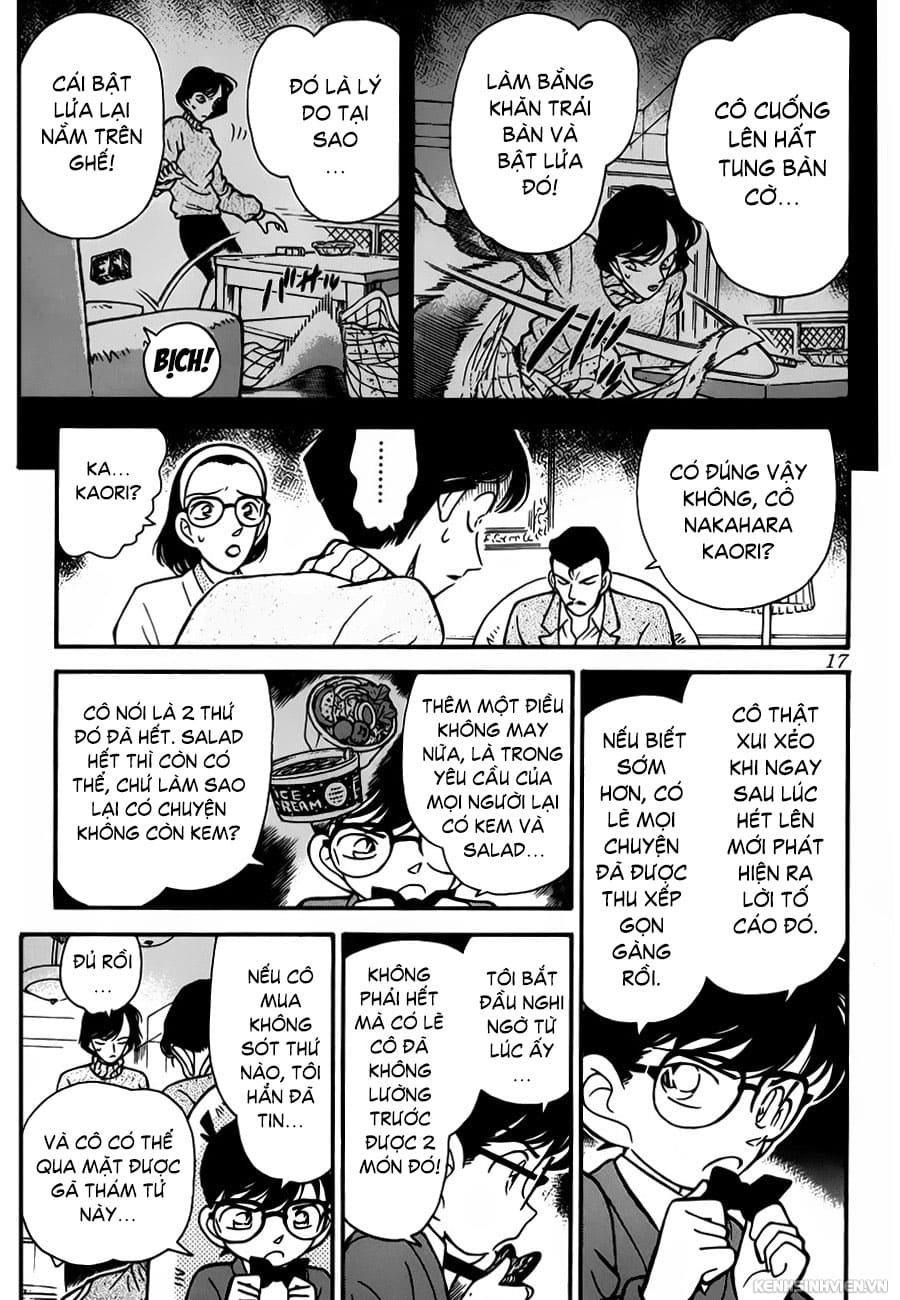 CÔ CUỐNG
LÊN HẤT
TUNG BÀN
CỜ...
LÀM BẰNG
KHĂN TRẢI
BÀN VÀ
BẬT LỬA
ĐÓ!
ĐÓ LÀ LÝ
DO TẠI
SAO
...
CÁI BẬT
LỬA LẠI
NẰM TRÊN
GHẾ!
BỊCH!
CÓ ĐÚNG VẬY
KHÔNG, CÔ
NAKAHARA
KAORI?
.........
KA...
KAORI?
17
CÔ THẬT
XUI XẺO
KHI NGAY
SAU LÚC
HÉT LÊN
MỚI PHÁT
HIỆN RA
LỜI TỐ
CÁO ĐÓ.
NẾU BIẾT
SỚM
HƠN, CÓ
LẼ MỌI
CHUYỆN
ĐÃ ĐƯỢC
THU XẾP
GỌN
GÀNG
RỒI.
THÊM MỘT ĐIỀU
KHÔNG MAY
NỮA, LÀ TRONG
YÊU CẦU CỦA
MỌI NGƯỜI LẠI
CÓ KEM VÀ
SALAD...
ICE
CREAM
CÔ NÓI LÀ 2 THỨ
ĐÓ ĐÃ HẾT. SALAD
HẾT THÌ CÒN CÓ
THỂ, CHỨ LÀM SAO
LẠI CÓ CHUYỆN
KHÔNG CÒN KEM?
TÔI BẮT
ĐẦU NGHI
NGỜ TỪ
LÚC ẤY
...
KHÔNG
PHẢI HẾT
MÀ CÓ LẼ
CÔ ĐÃ
KHÔNG
LƯỜNG
TRƯỚC
ĐƯỢC 2
MÓN ĐÓ!
NẾU CÔ
MUA
KHÔNG
SÓT THỨ
NÀO, TÔI
HẲN ĐÃ
TIN...
ĐỦ RỒI
...
VÀ CÔ CÓ THỂ
QUA MẶT ĐƯỢC
GÃ THÁM TỬ
NÀY...
KENHSINHVIEN.VN